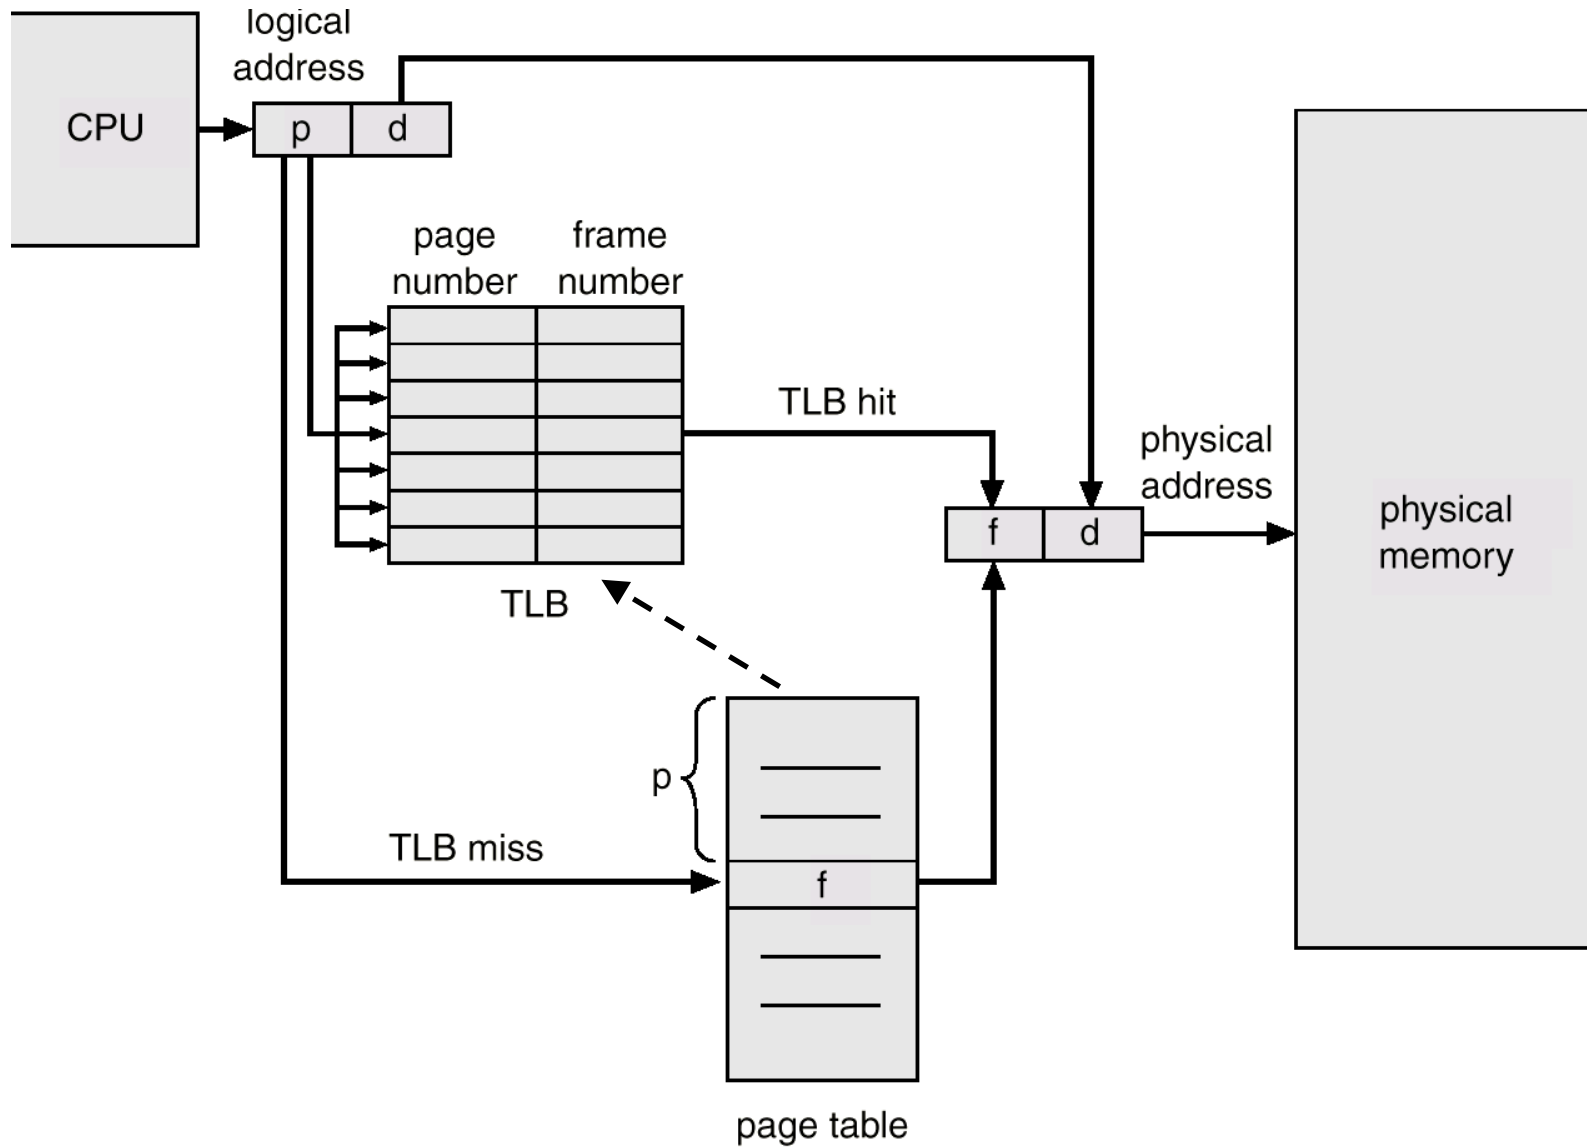 logical
address
CPU
p
d
page
number
frame
number
TLB hit
physical
address
f
d
physical
memory
TLB
p
TLB miss
f
page table